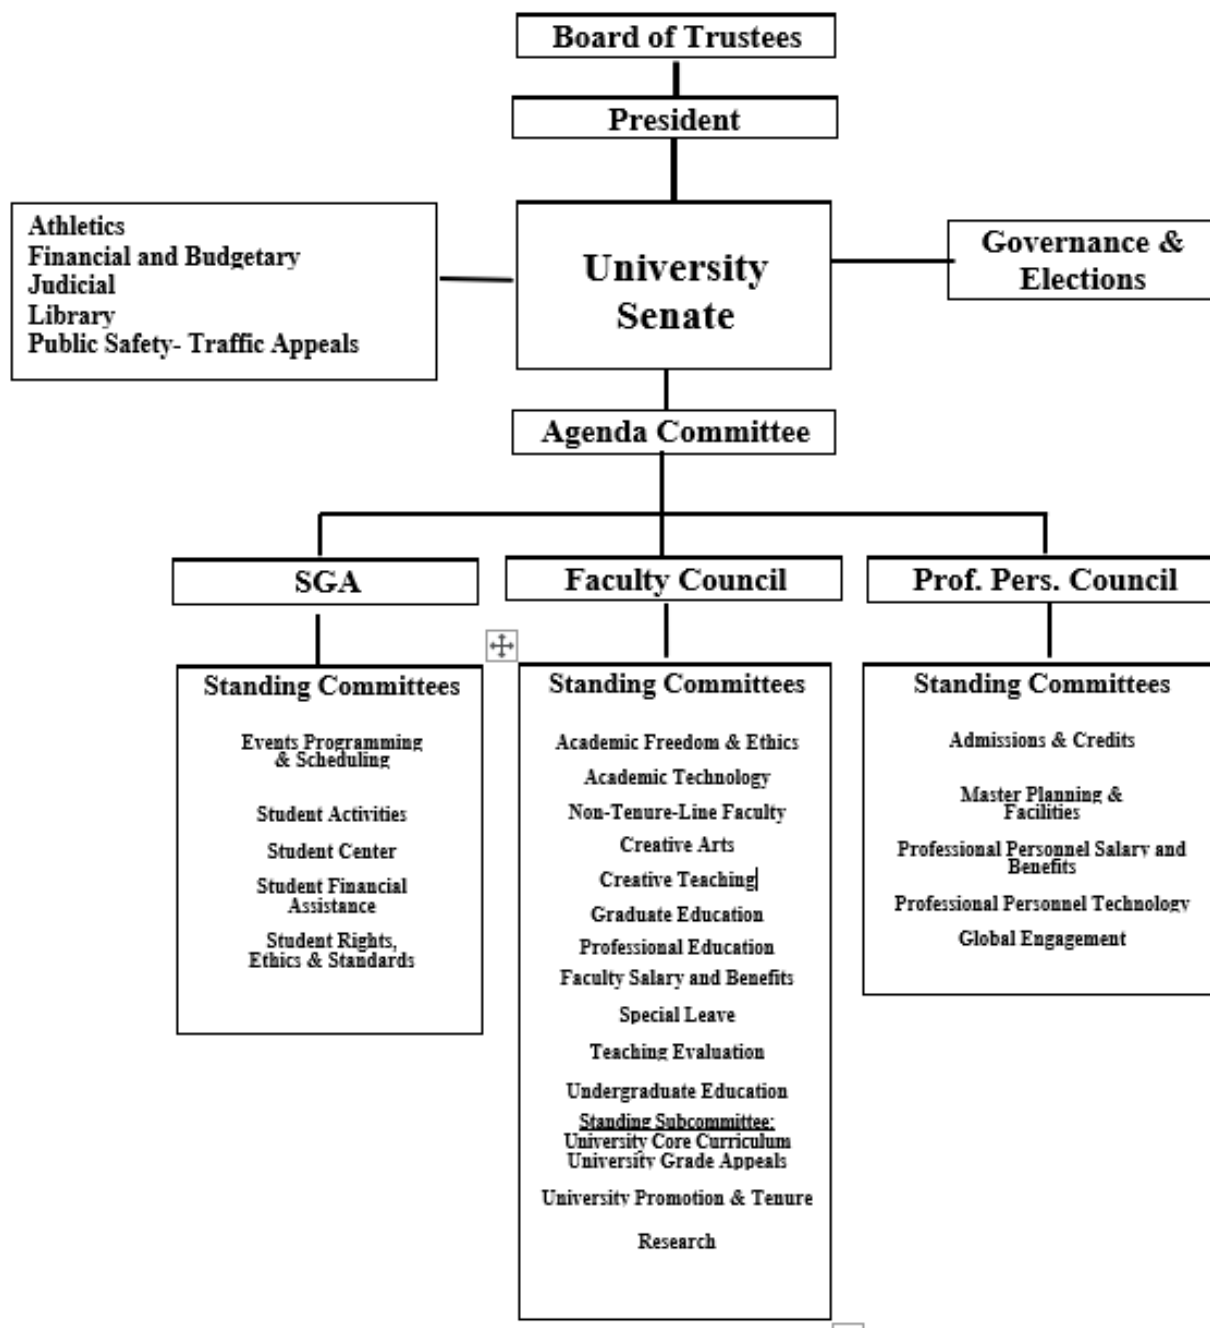 Board of Trustees
President
Athletics
Financial and Budgetary
Judicial
Library
Public Safety- Traffic Appeals
University
Senate
Governance &
Elections
Agenda Committee
SGA
Faculty Council
Prof. Pers. Council
Standing Committees
Events Programming
& Scheduling
Student Activities
Student Center
Student Financial
Assistance
Student Rights,
Ethics & Standards
Standing Committees
Academic Freedom & Ethics
Academic Technology
Non-Tenure-Line Faculty
Creative Arts
Creative Teaching
Graduate Education
Professional Education
Faculty Salary and Benefits
Special Leave
Teaching Evaluation
Undergraduate Education
Standing Subcommittee:
University Core Curriculum
University Grade Appeals
University Promotion & Tenure
Research
Standing Committees
Admissions & Credits
Master Planning &
Facilities
Professional Personnel Salary and
Benefits
Professional Personnel Technology
Global Engagement